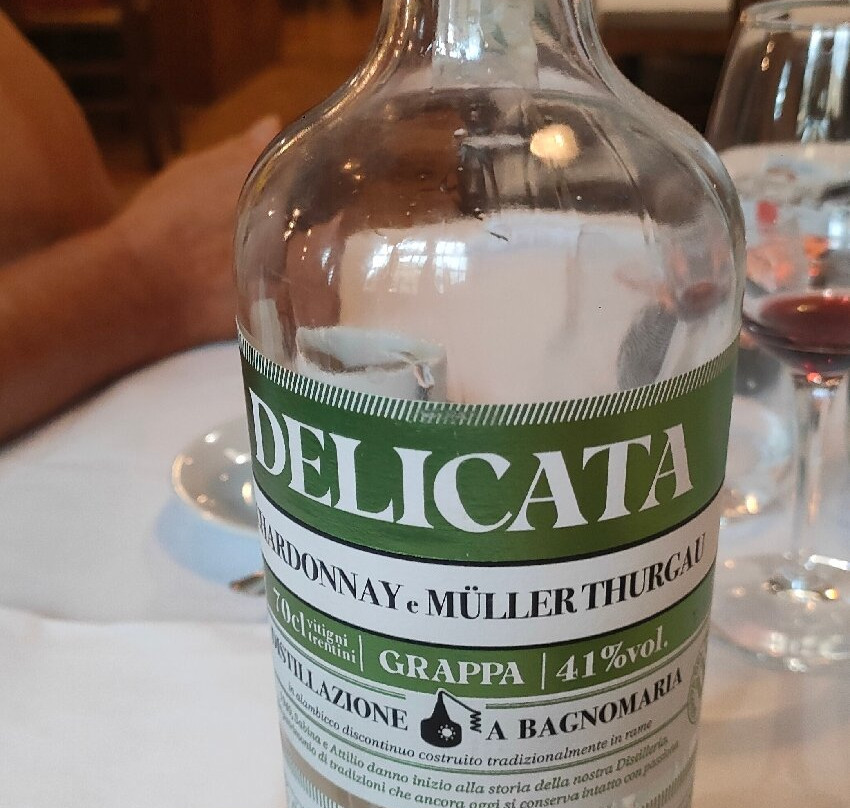 DELICATA
CHARDONNAY e MÜLLER THURGAU
70cl vitigni trentini | GRAPPA | 41%vol.
DISTILLAZIONE A BAGNOMARIA
in alambicco discontinuo costruito tradizionalmente in rame
Sabina e Attilio danno inizio alla storia della nostra Distilleria,
di tradizioni che ancora oggi si conserva intatto con passione